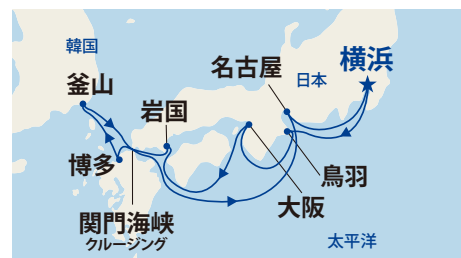 韓国
釜山
名古屋
日本
横浜
岩国
博多
鳥羽
大阪
関門海峡
クルージング
太平洋